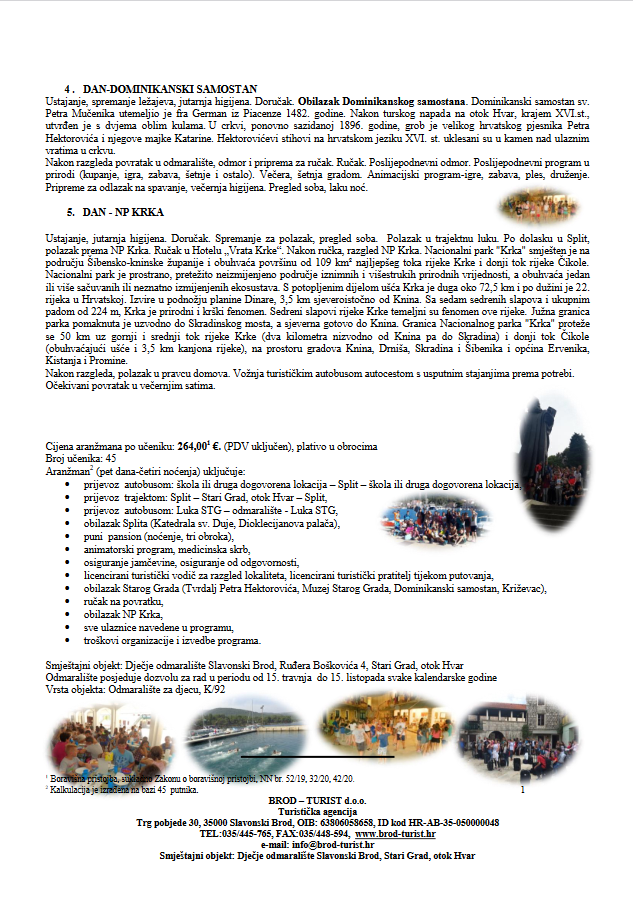 4. DAN-DOMINIKANSKI SAMOSTAN
Ustajanje, spremanje ležajeva, jutarnja higijena. Doručak. Obilazak Dominikanskog samostana. Dominikanski samostan sv.
Petra Mučenika utemeljio je fra German iz Piacenze 1482. godine. Nakon turskog napada na otok Hvar, krajem XVI.st.,
utvrđen je s dvjema oblim kulama. U crkvi, ponovno sazidanoj 1896. godine, grob je velikog hrvatskog pjesnika Petra
Hektorovića i njegove majke Katarine. Hektorovićevi stihovi na hrvatskom jeziku XVI. st. uklesani su u kamen nad ulaznim
vratima u crkvu.
Nakon razgleda povratak u odmaralište, odmor i priprema za ručak. Ručak. Poslijepodnevni odmor. Poslijepodnevni program u
prirodi (kupanje, igra, zabava, šetnje i ostalo). Večera, šetnja gradom. Animacijski program-igre, zabava, ples, druženje.
Pripreme za odlazak na spavanje, večernja higijena. Pregled soba, laku noć.
5. DAN - NP KRKA
Ustajanje, jutarnja higijena. Doručak. Spremanje za polazak, pregled soba. Polazak u trajektnu luku. Po dolasku u Split,
polazak prema NP Krka. Ručak u Hotelu „Vrata Krke“. Nakon ručka, razgled NP Krka. Nacionalni park "Krka" smješten je na
području Šibensko-kninske županije i obuhvaća površinu od 109 km² najljepšeg toka rijeke Krke i donji tok rijeke Čikole.
Nacionalni park je prostrano, pretežito neizmijenjeno područje iznimnih i višestrukih prirodnih vrijednosti, a obuhvaća jedan
ili više sačuvanih ili neznatno izmijenjenih ekosustava. S potopljenim dijelom ušća Krka je duga oko 72,5 km i po dužini je 22.
rijeka u Hrvatskoj. Izvire u podnožju planine Dinare, 3,5 km sjeveroistočno od Knina. Sa sedam sedrenih slapova i ukupnim
padom od 224 m, Krka je prirodni i krški fenomen. Sedreni slapovi rijeke Krke temeljni su fenomen ove rijeke. Južna granica
parka pomaknuta je uzvodno do Skradinskog mosta, a sjeverna gotovo do Knina. Granica Nacionalnog parka "Krka" proteže
se 50 km uz gornji i srednji tok rijeke Krke (dva kilometra nizvodno od Knina pa do Skradina) i donji tok Čikole
(obuhvaćajući ušće i 3,5 km kanjona rijeke), na prostoru gradova Knina, Drniša, Skradina i Šibenika i općina Ervenika,
Kistanja i Promine.
Nakon razgleda, polazak u pravcu domova. Vožnja turističkim autobusom autocestom s usputnim stajanjima prema potrebi.
Očekivani povratak u večernjim satima.
Cijena aranžmana po učeniku: 264,00¹ €. (PDV uključen), plativo u obrocima
Broj učenika: 45
Aranžman² (pet dana-četiri noćenja) uključuje:
• prijevoz autobusom: škola ili druga dogovorena lokacija – Split – škola ili druga dogovorena lokacija,
• prijevoz trajektom: Split – Stari Grad, otok Hvar – Split,
• prijevoz autobusom: Luka STG – odmaralište - Luka STG,
• obilazak Splita (Katedrala sv. Duje, Dioklecijanova palača),
• puni pansion (noćenje, tri obroka),
• animatorski program, medicinska skrb,
• osiguranje jamčevine, osiguranje od odgovornosti,
• licencirani turistički vodič za razgled lokaliteta, licencirani turistički pratitelj tijekom putovanja,
• obilazak Starog Grada (Tvrdalj Petra Hektorovića, Muzej Starog Grada, Dominikanski samostan, Križevac),
• ručak na povratku,
• obilazak NP Krka,
• sve ulaznice navedene u programu,
• troškovi organizacije i izvedbe programa.
Smještajni objekt: Dječje odmaralište Slavonski Brod, Ruđera Boškovića 4, Stari Grad, otok Hvar
Odmaralište posjeduje dozvolu za rad u periodu od 15. travnja do 15. listopada svake kalendarske godine
Vrsta objekta: Odmaralište za djecu, K/92
¹ Boravišna pristojba, sukladno Zakonu o boravišnoj pristojbi, NN br. 52/19, 32/20, 42/20.
² Kalkulacija je izrađena na bazi 45 putnika.
1
BROD – TURIST d.o.o.
Turistička agencija
Trg pobjede 30, 35000 Slavonski Brod, OIB: 63806058658, ID kod HR-AB-35-050000048
TEL:035/445-765, FAX:035/448-594, www.brod-turist.hr
e-mail: info@brod-turist.hr
Smještajni objekt: Dječje odmaralište Slavonski Brod, Stari Grad, otok Hvar